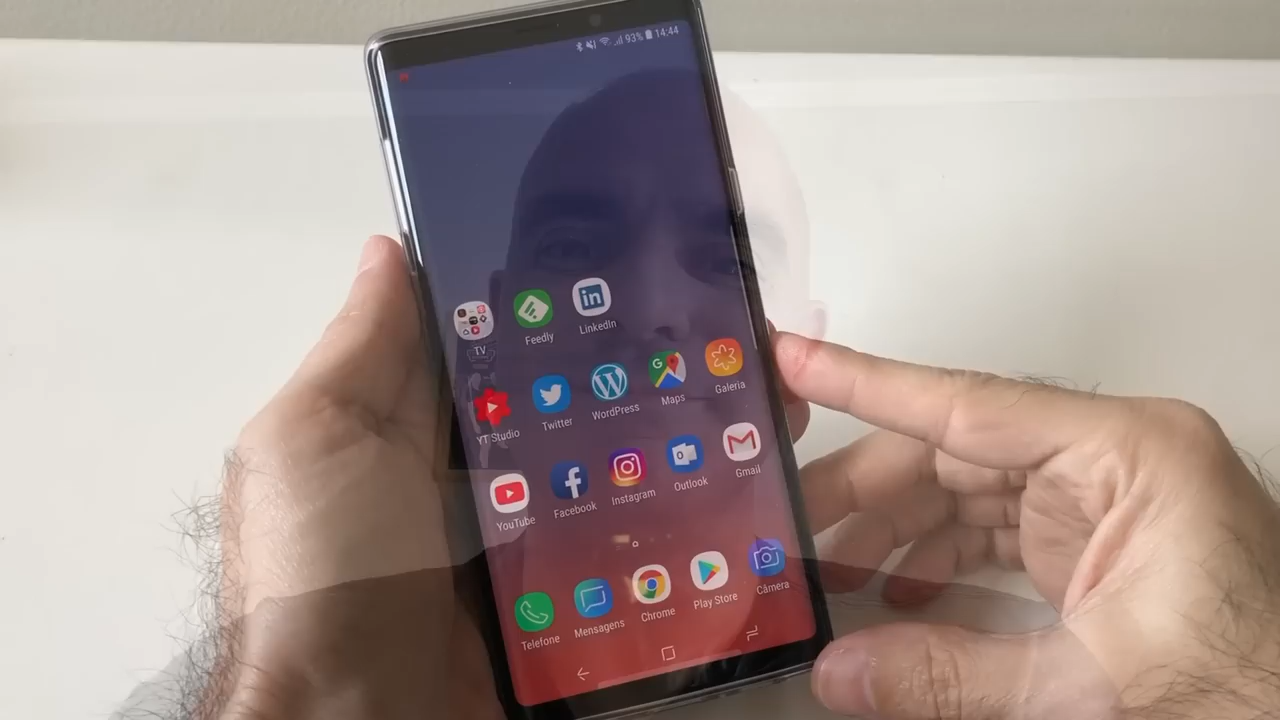 93% 14:44
TV
Feedly
LinkedIn
YT Studio
Twitter
WordPress
Maps
Galeria
YouTube
Facebook
Instagram
Outlook
Gmail
Telefone
Mensagens
Chrome
Play Store
Câmera